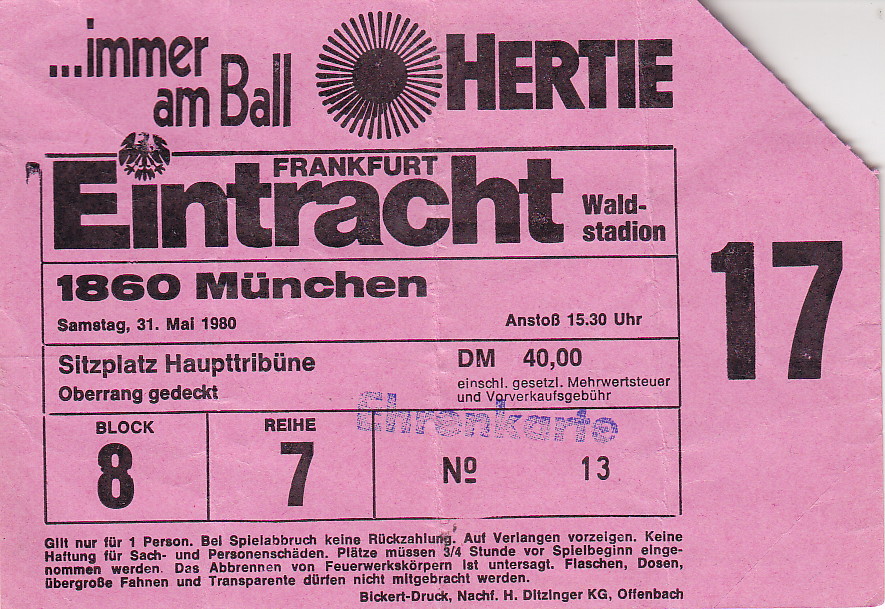 ...immer
am Ball
HERTIE
FRANKFURT
Eintracht
Wald-
stadion
17
1860 München
Samstag, 31. Mai 1980
Anstoß 15.30 Uhr
Sitzplatz Haupttribüne
Oberrang gedeckt
DM 40,00
einschl. gesetzl. Mehrwertsteuer
und Vorverkaufsgebühr
Ehrenkarte
BLOCK
8
REIHE
7
Nº 13
Gilt nur für 1 Person. Bei Spielabbruch keine Rückzahlung. Auf Verlangen vorzeigen. Keine
Haftung für Sach- und Personenschäden. Plätze müssen 3/4 Stunde vor Spielbeginn einge-
nommen werden. Das Abbrennen von Feuerwerkskörpern ist untersagt. Flaschen, Dosen,
übergroße Fahnen und Transparente dürfen nicht mitgebracht werden.
Bickert-Druck, Nachf. H. Ditzinger KG, Offenbach